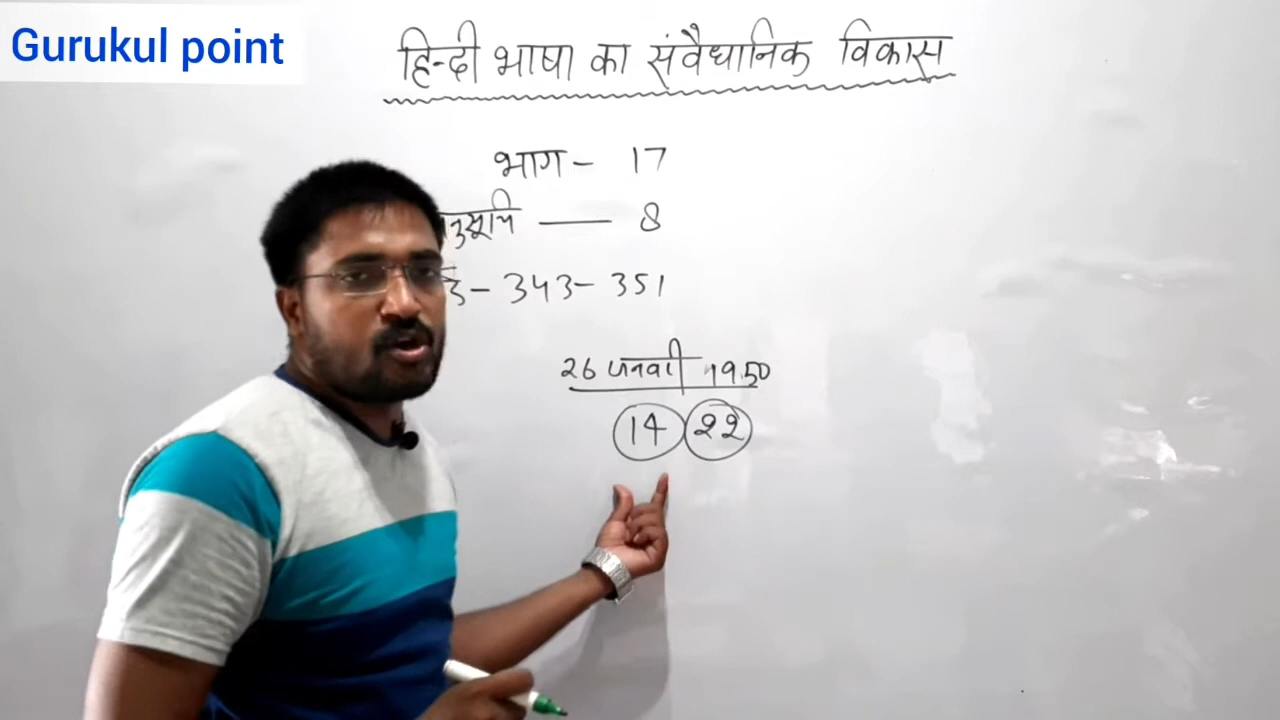 Gurukul point
हिन्दी भाषा का संवैधानिक विकास
भाग - 17
नुसूचि — 8
343 - 351
26 जनवरी 1950
14 22